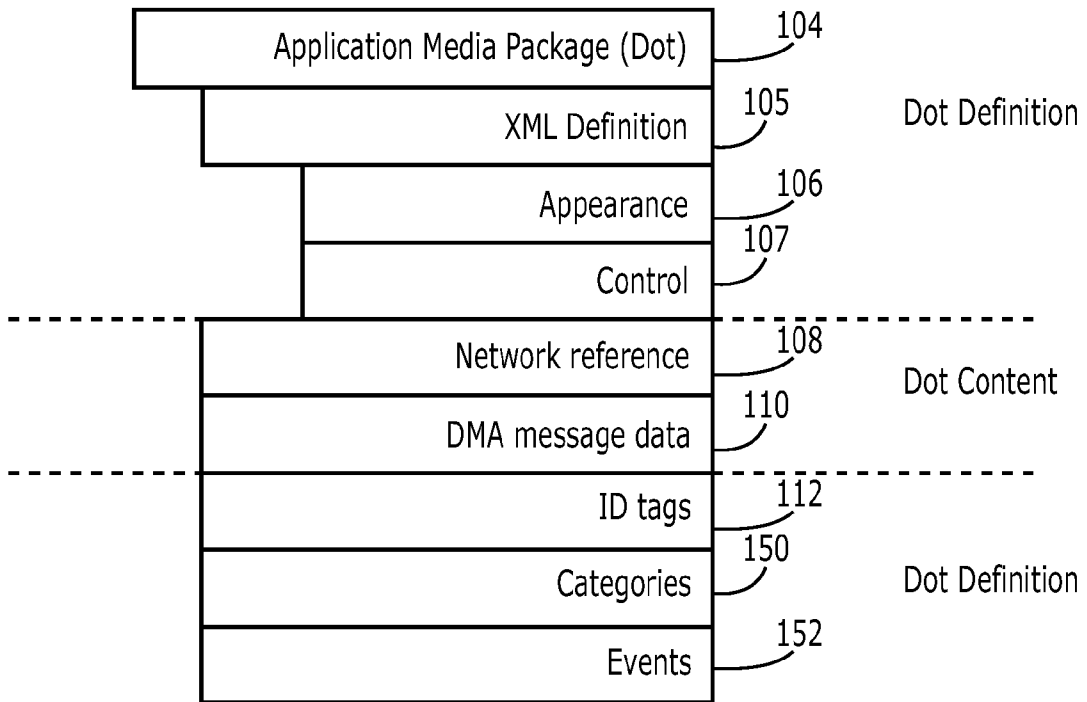 Application Media Package (Dot)
104
XML Definition
105
Dot Definition
Appearance
106
Control
107
Network reference
108
Dot Content
DMA message data
110
ID tags
112
Categories
150
Dot Definition
Events
152